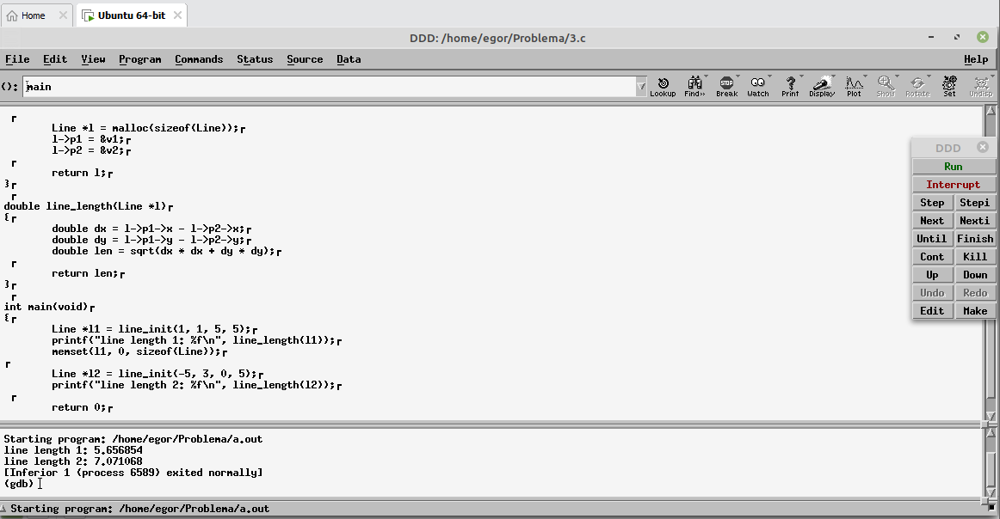 Home
Ubuntu 64-bit
DDD: /home/egor/Problema/3.c
File Edit View Program Commands Status Source Data Help
(): main
Lookup Find» Break Watch Print Display Plot Show Rotate Set Undisp
Line *l = malloc(sizeof(Line));┌
l->p1 = &v1;┌
l->p2 = &v2;┌
┌
return l;┌
}┌
┌
double line_length(Line *l)┌
{┌
double dx = l->p1->x - l->p2->x;┌
double dy = l->p1->y - l->p2->y;┌
double len = sqrt(dx * dx + dy * dy);┌
┌
return len;┌
}┌
┌
int main(void)┌
{┌
Line *l1 = line_init(1, 1, 5, 5);┌
printf("line length 1: %f\n", line_length(l1));┌
memset(l1, 0, sizeof(Line));┌
┌
Line *l2 = line_init(-5, 3, 0, 5);┌
printf("line length 2: %f\n", line_length(l2));┌
┌
return 0;┌
DDD
Run
Interrupt
Step Stepi
Next Nexti
Until Finish
Cont Kill
Up Down
Undo Redo
Edit Make
Starting program: /home/egor/Problema/a.out
line length 1: 5.656854
line length 2: 7.071068
[Inferior 1 (process 6589) exited normally]
(gdb)
Starting program: /home/egor/Problema/a.out